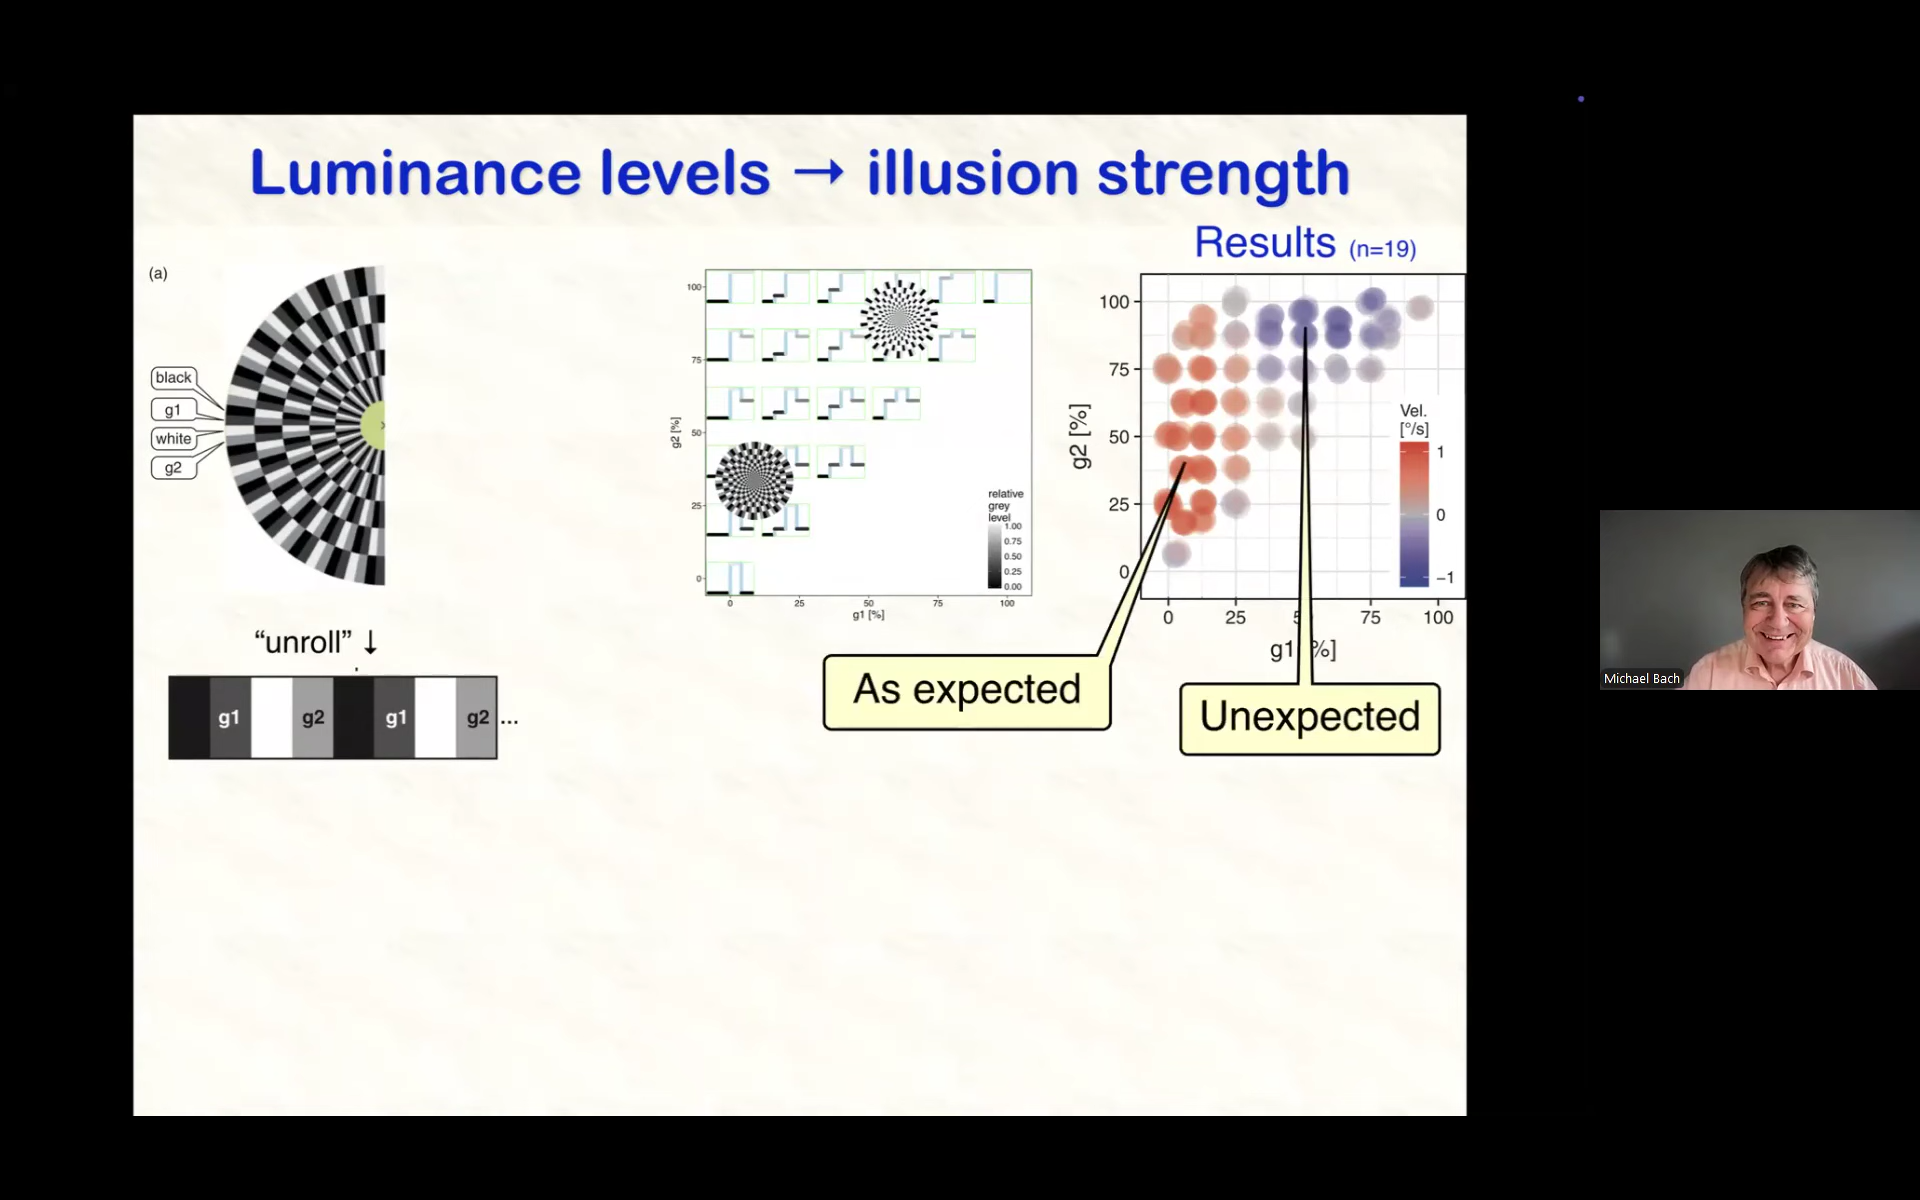 Luminance levels → illusion strength
Results (n=19)
(a)
black
g1
white
g2
"unroll" ↓
g1 g2 g1 g2 ...
100
75
50
25
0
g2 [%]
0 25 50 75 100
g1 [%]
relative
grey
level
1.00
0.75
0.50
0.25
0.00
100
75
50
25
0
g2 [%]
0 25 5 75 100
g1 %]
Vel.
[°/s]
1
0
−1
As expected
Unexpected
Michael Bach